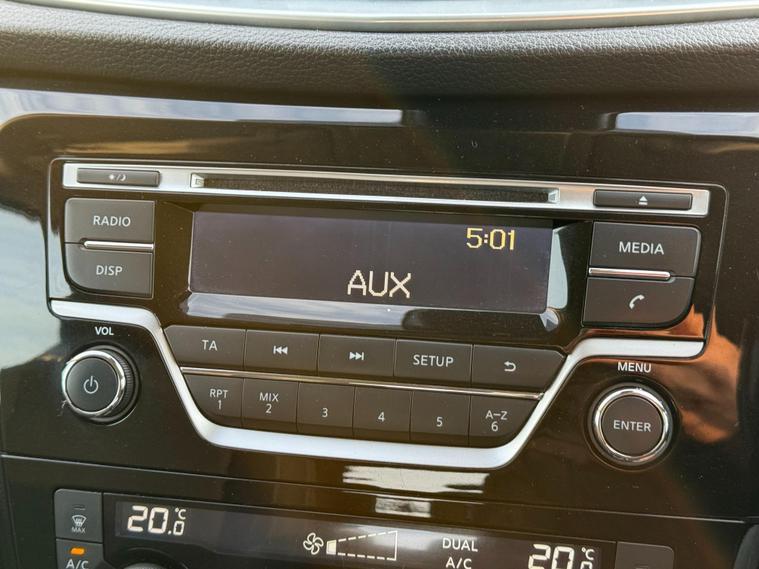 RADIO
DISP
5:01
AUX
MEDIA
VOL
TA
SETUP
MENU
RPT
1
MIX
2
3
4
5
A-Z
6
ENTER
MAX
A/C
20.0 °C
DUAL
A/C
20.0 °C